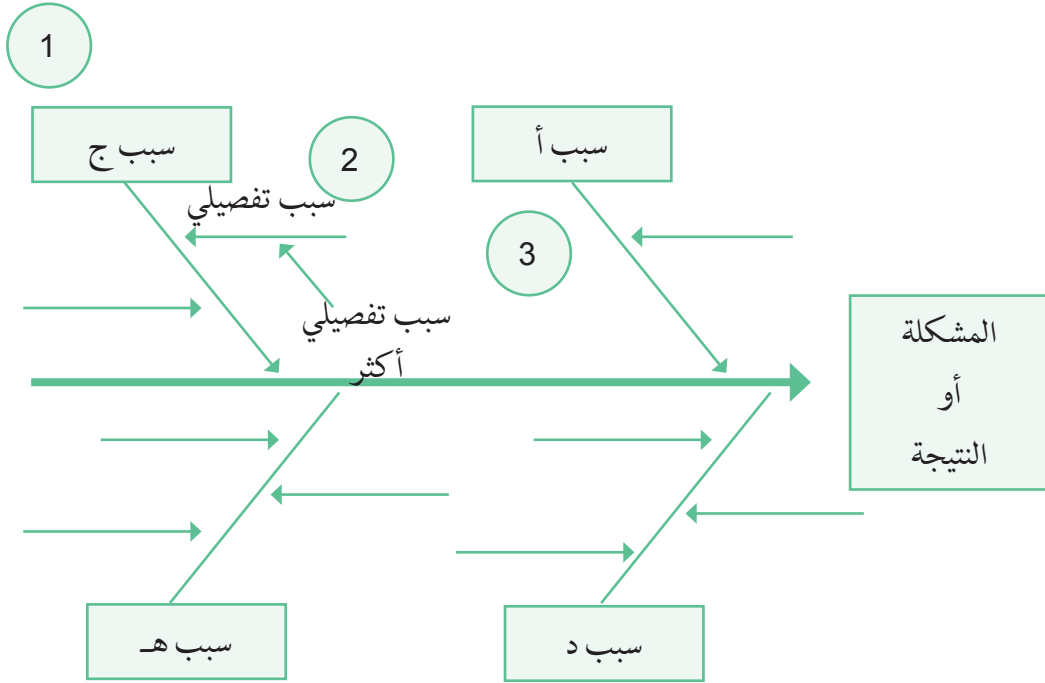 1
سبب أ
سبب ج
2
سبب تفصيلي
3
سبب تفصيلي
أكثر
المشكلة
أو
النتيجة
سبب د
سبب هـ